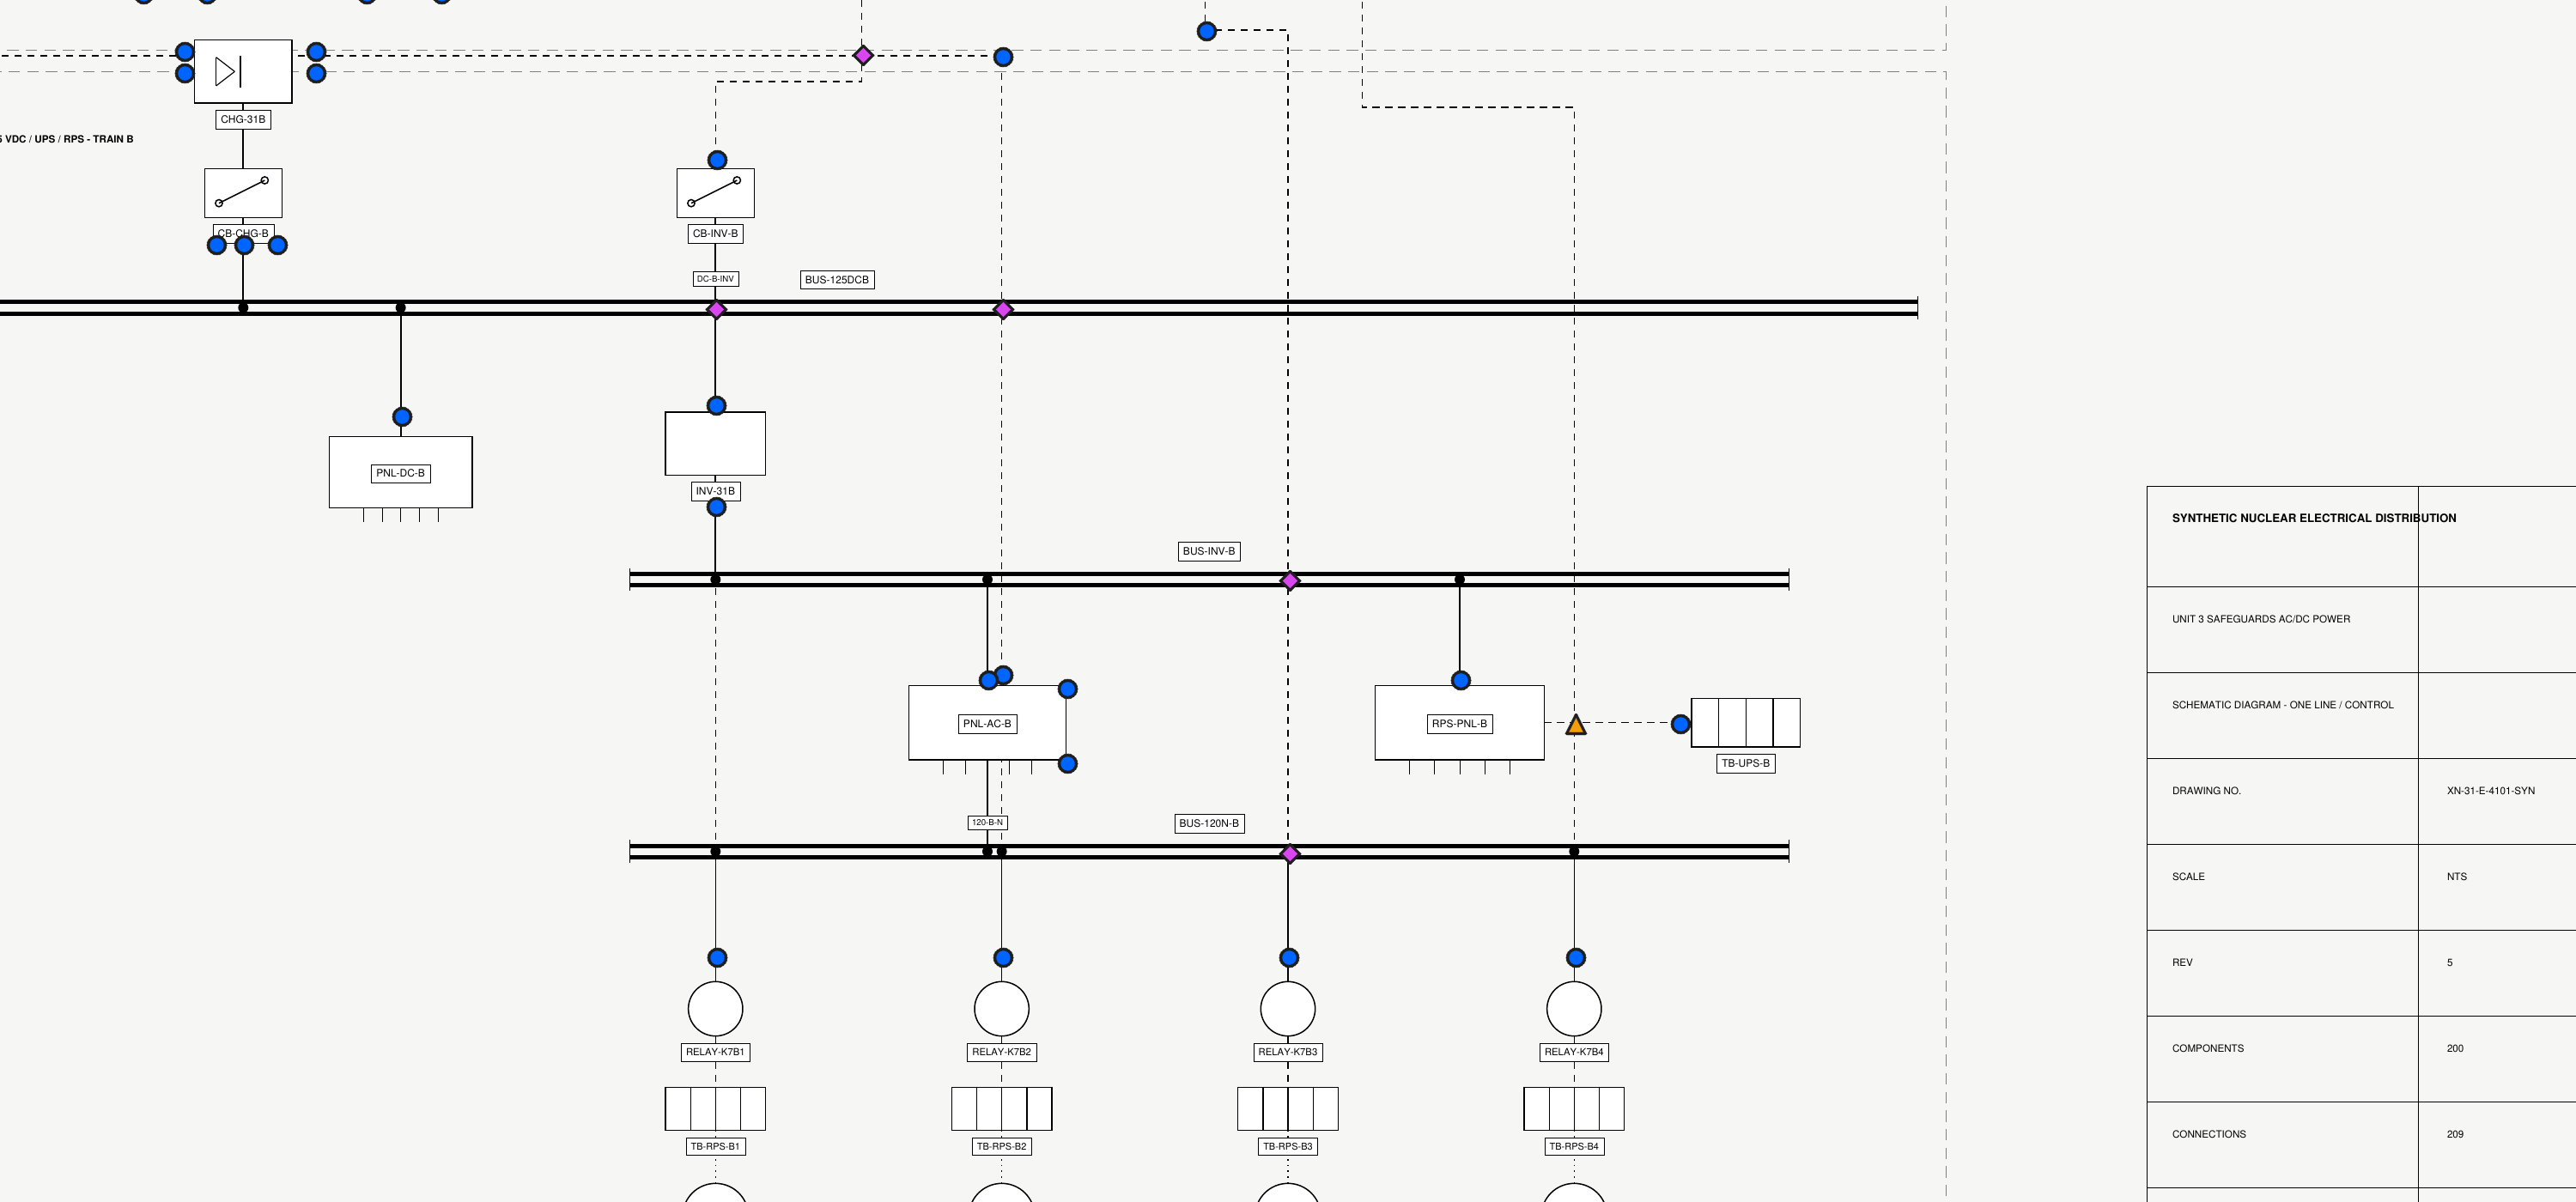 CHG-31B
VDC / UPS / RPS - TRAIN B
CB-CHG-B
CB-INV-B
DC-B-INV
BUS-125DCB
PNL-DC-B
INV-31B
SYNTHETIC NUCLEAR ELECTRICAL DISTRIBUTION
BUS-INV-B
UNIT 3 SAFEGUARDS AC/DC POWER
SCHEMATIC DIAGRAM - ONE LINE / CONTROL
PNL-AC-B
RPS-PNL-B
TB-UPS-B
DRAWING NO. XN-31-E-4101-SYN
120-B-N
BUS-120N-B
SCALE NTS
REV 5
RELAY-K7B1
RELAY-K7B2
RELAY-K7B3
RELAY-K7B4
COMPONENTS 200
TB-RPS-B1
TB-RPS-B2
TB-RPS-B3
TB-RPS-B4
CONNECTIONS 209